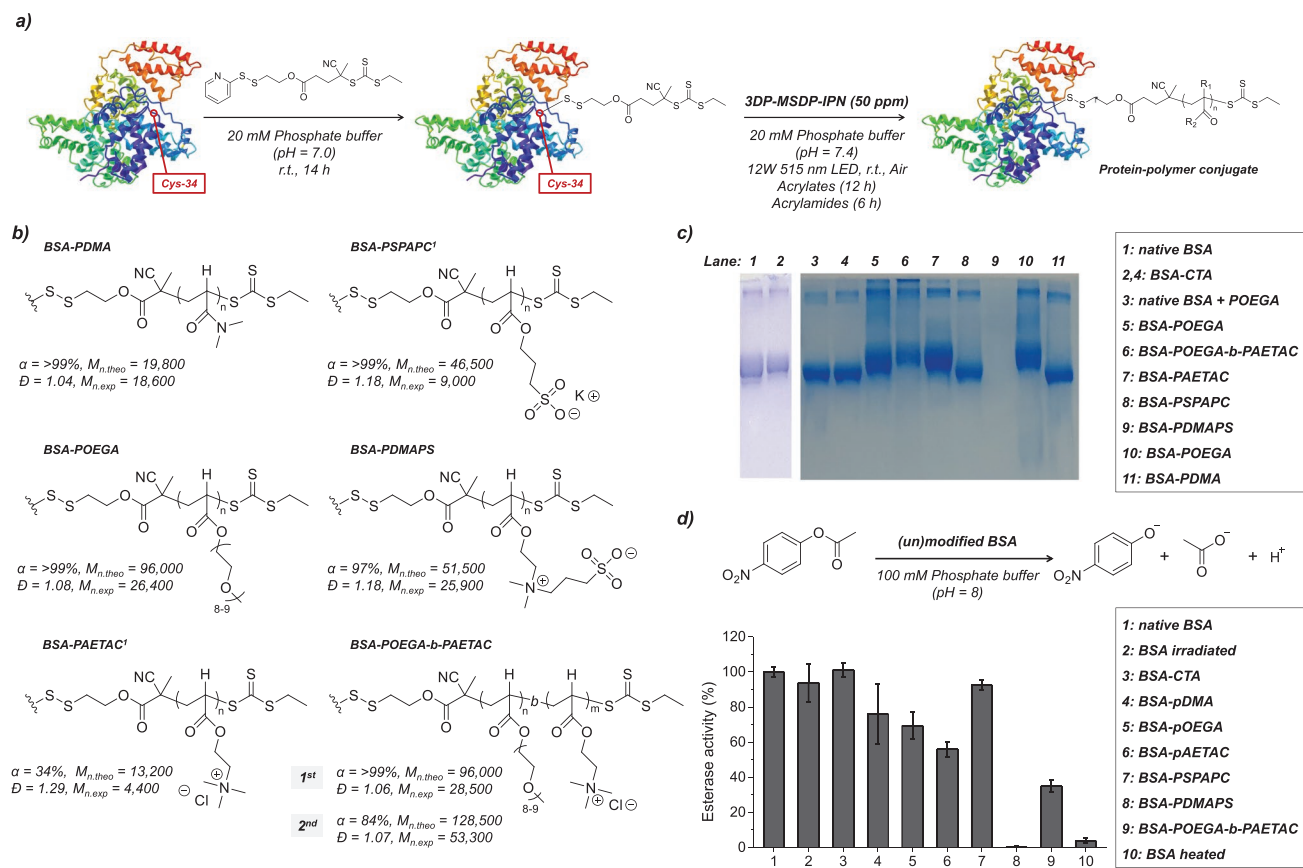 a)
NCSSSSSOON
Cys-34
20 mM Phosphate buffer
(pH = 7.0)
r.t., 14 h
Cys-34
3DP-MSDP-IPN (50 ppm)
20 mM Phosphate buffer
(pH = 7.4)
12W 515 nm LED, r.t., Air
Acrylates (12 h)
Acrylamides (6 h)
Protein-polymer conjugate
b)
BSA-PDMA
α = >99%, Mn.theo = 19,800
Đ = 1.04, Mn.exp = 18,600
BSA-PSPAPC¹
α = >99%, Mn.theo = 46,500
Đ = 1.18, Mn.exp = 9,000
BSA-POEGA
α = >99%, Mn.theo = 96,000
Đ = 1.08, Mn.exp = 26,400
8-9
BSA-PDMAPS
α = 97%, Mn.theo = 51,500
Đ = 1.18, Mn.exp = 25,900
BSA-PAETAC¹
α = 34%, Mn.theo = 13,200
Đ = 1.29, Mn.exp = 4,400
BSA-POEGA-b-PAETAC
1st
α = >99%, Mn.theo = 96,000
Đ = 1.06, Mn.exp = 28,500
8-9
2nd
α = 84%, Mn.theo = 128,500
Đ = 1.07, Mn.exp = 53,300
c)
Lane: 1 2 3 4 5 6 7 8 9 10 11
1: native BSA
2,4: BSA-CTA
3: native BSA + POEGA
5: BSA-POEGA
6: BSA-POEGA-b-PAETAC
7: BSA-PAETAC
8: BSA-PSPAPC
9: BSA-PDMAPS
10: BSA-POEGA
11: BSA-PDMA
d)
(un)modified BSA
100 mM Phosphate buffer
(pH = 8)
Esterase activity (%)
120
100
80
60
40
20
0
1 2 3 4 5 6 7 8 9 10
1: native BSA
2: BSA irradiated
3: BSA-CTA
4: BSA-pDMA
5: BSA-pOEGA
6: BSA-pAETAC
7: BSA-PSPAPC
8: BSA-PDMAPS
9: BSA-POEGA-b-PAETAC
10: BSA heated